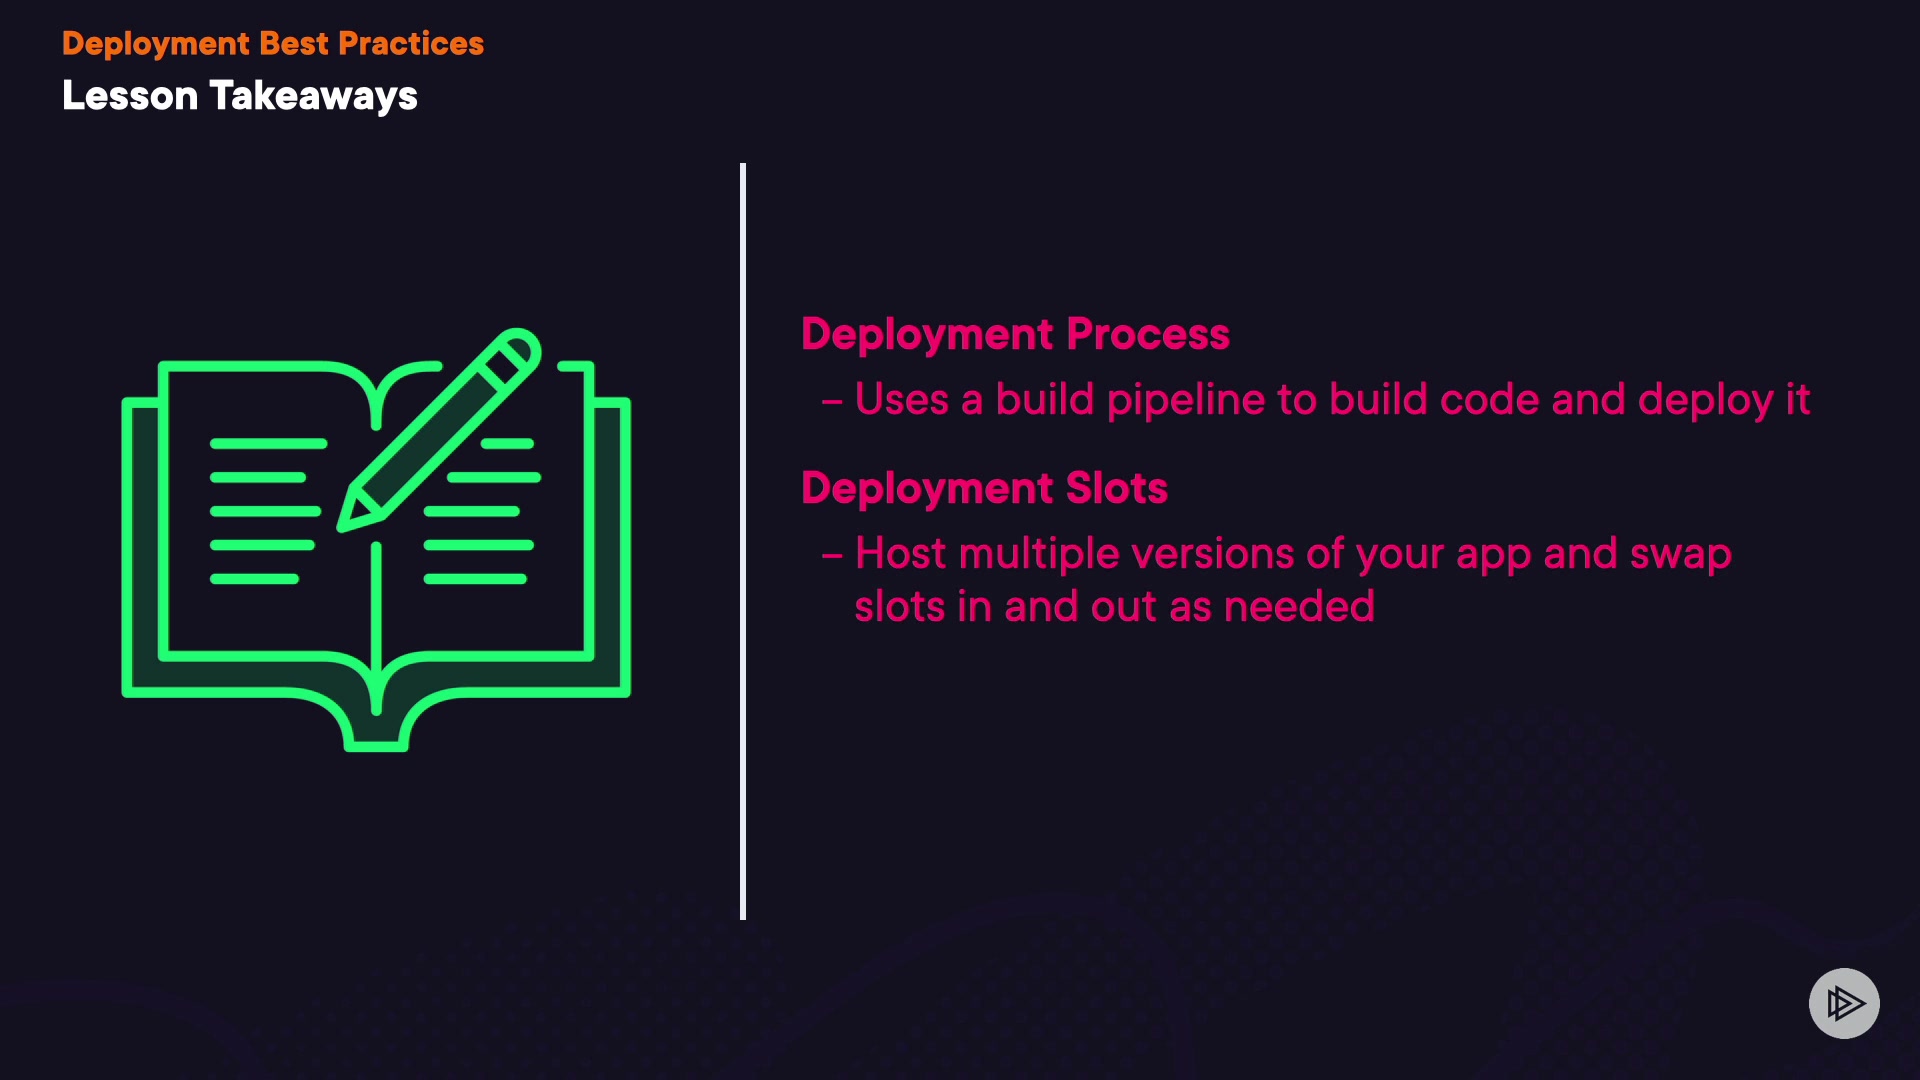 Deployment Best Practices
Lesson Takeaways
Deployment Process
– Uses a build pipeline to build code and deploy it
Deployment Slots
– Host multiple versions of your app and swap
slots in and out as needed